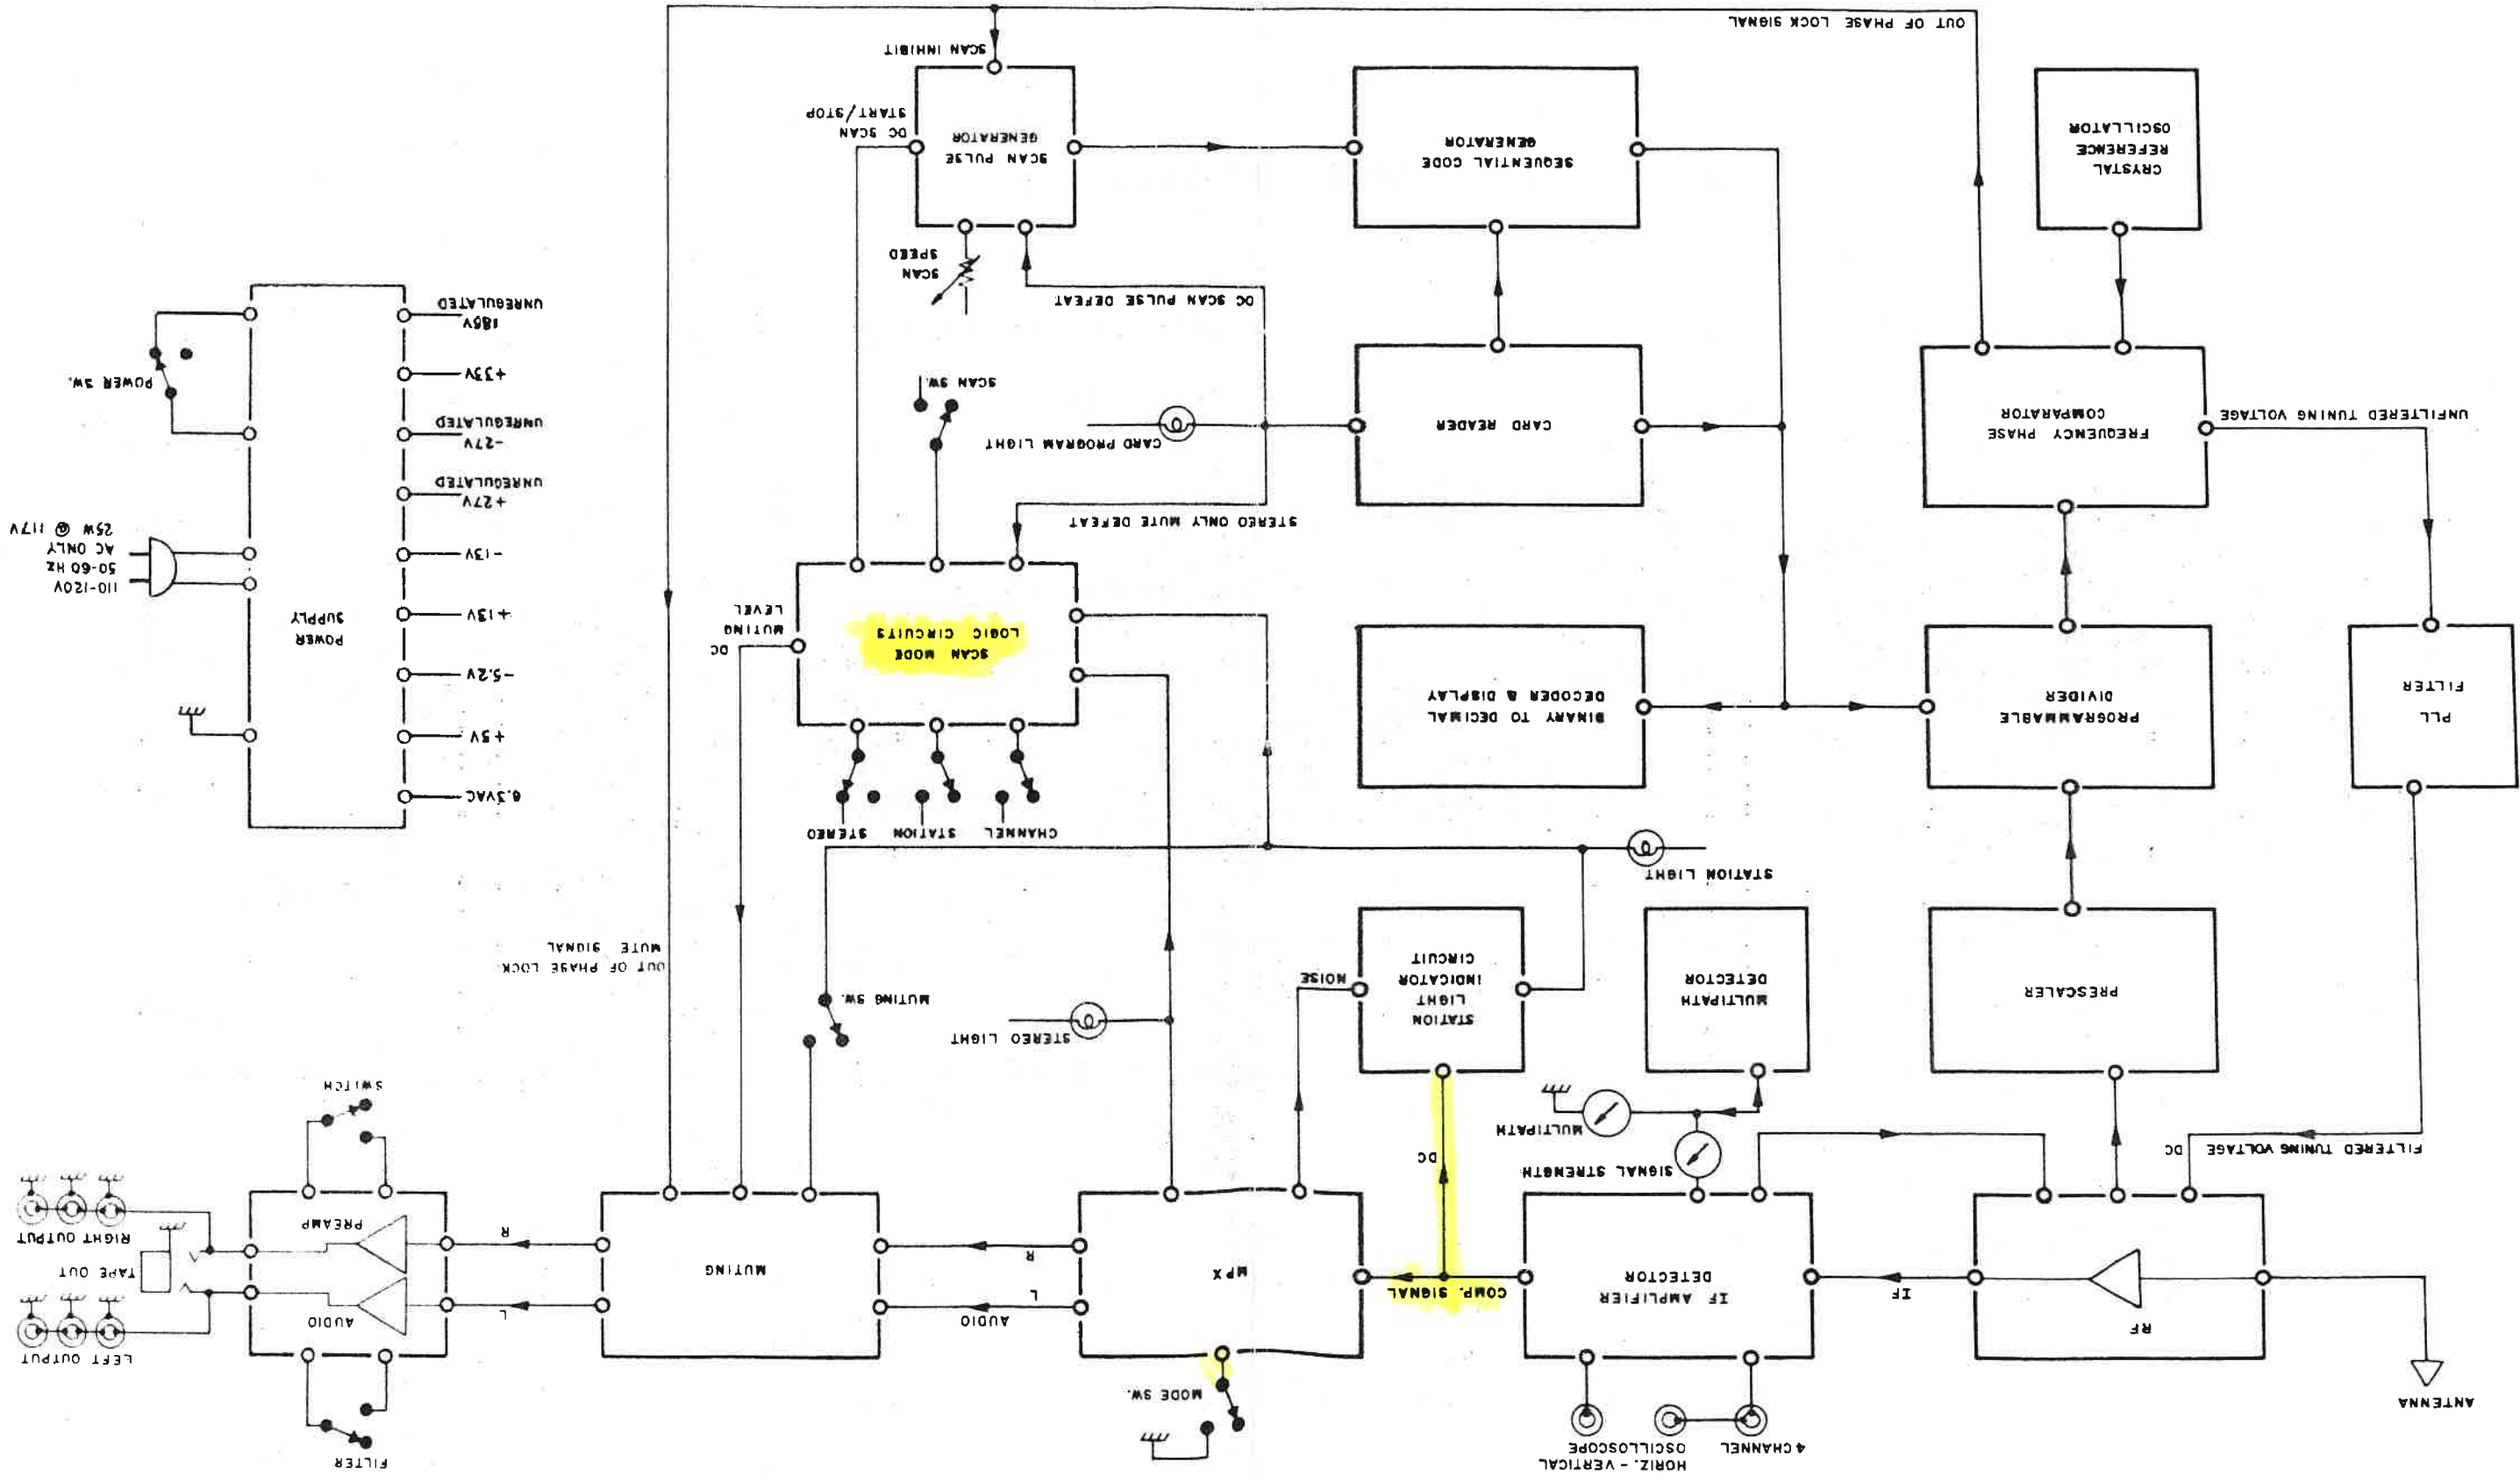 ANTENNA
4 CHANNEL
HORIZ. - VERTICAL
OSCILLOSCOPE
MODE SW.
FILTER
RF
IF
IF AMPLIFIER
DETECTOR
COMP. SIGNAL
DC
MPX
AUDIO L
R
MUTING
L
R
AUDIO
PREAMP
LEFT OUTPUT
TAPE OUT
RIGHT OUTPUT
SWITCH
FILTERED TUNING VOLTAGE DC
SIGNAL STRENGTH
MULTIPATH
PRESCALER
MULTIPATH
DETECTOR
STATION
LIGHT
INDICATOR
CIRCUIT
NOISE
STEREO LIGHT
MUTING SW.
OUT OF PHASE LOCK
MUTE SIGNAL
STATION LIGHT
CHANNEL
STATION
STEREO
PLL
FILTER
PROGRAMMABLE
DIVIDER
BINARY TO DECIMAL
DECODER & DISPLAY
SCAN MODE
LOGIC CIRCUITS
DC
MUTING
LEVEL
6.3VAC
+5V
-5.2V
+13V
-13V
+27V
UNREGULATED
-27V
UNREGULATED
+33V
185V
UNREGULATED
POWER
SUPPLY
110-120V
50-60 HZ
AC ONLY
25W @ 117V
POWER SW.
STEREO ONLY MUTE DEFEAT
UNFILTERED TUNING VOLTAGE
FREQUENCY PHASE
COMPARATOR
CARD READER
CARD PROGRAM LIGHT
SCAN SW.
DC SCAN PULSE DEFEAT
SCAN
SPEED
CRYSTAL
REFERENCE
OSCILLATOR
SEQUENTIAL CODE
GENERATOR
SCAN PULSE
GENERATOR
DC SCAN
START/STOP
SCAN INHIBIT
OUT OF PHASE LOCK SIGNAL